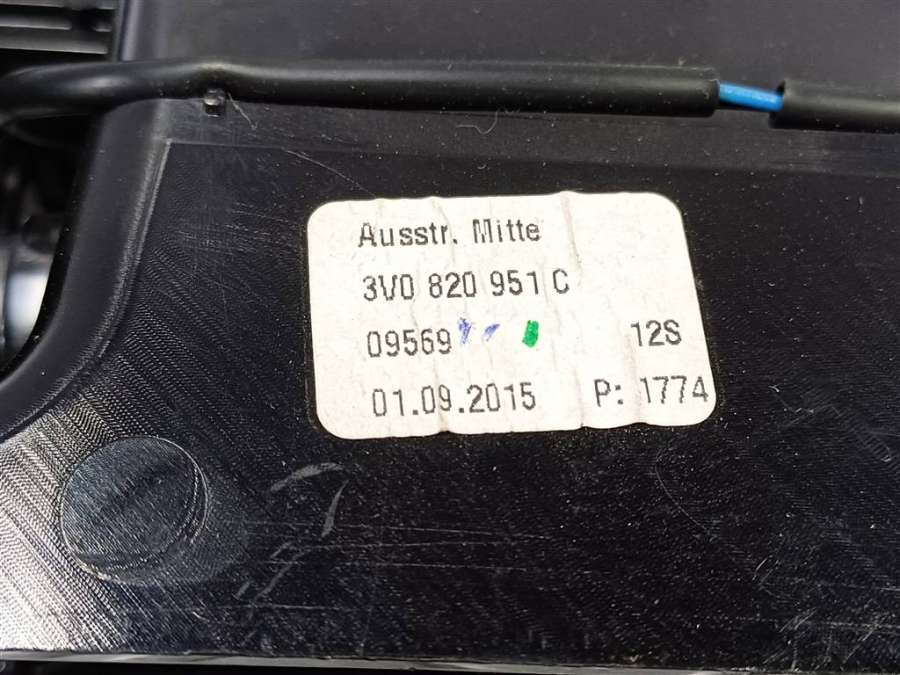 Ausstr. Mitte
3V0 820 951 C
09569 12S
01.09.2015 P: 1774